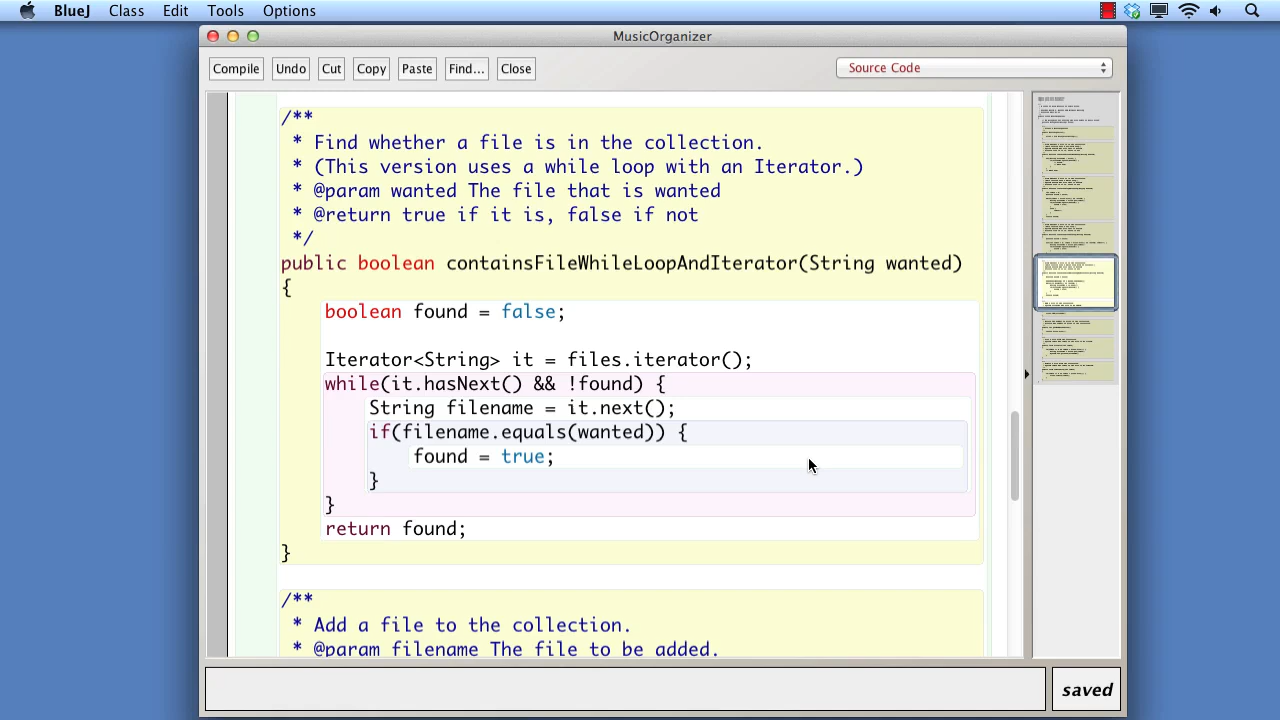 BlueJ Class Edit Tools Options
MusicOrganizer
Compile Undo Cut Copy Paste Find... Close Source Code
/**
* Find whether a file is in the collection.
* (This version uses a while loop with an Iterator.)
* @param wanted The file that is wanted
* @return true if it is, false if not
*/
public boolean containsFileWhileLoopAndIterator(String wanted)
{
boolean found = false;
Iterator<String> it = files.iterator();
while(it.hasNext() && !found) {
String filename = it.next();
if(filename.equals(wanted)) {
found = true;
}
}
return found;
}
/**
* Add a file to the collection.
* @param filename The file to be added.
saved